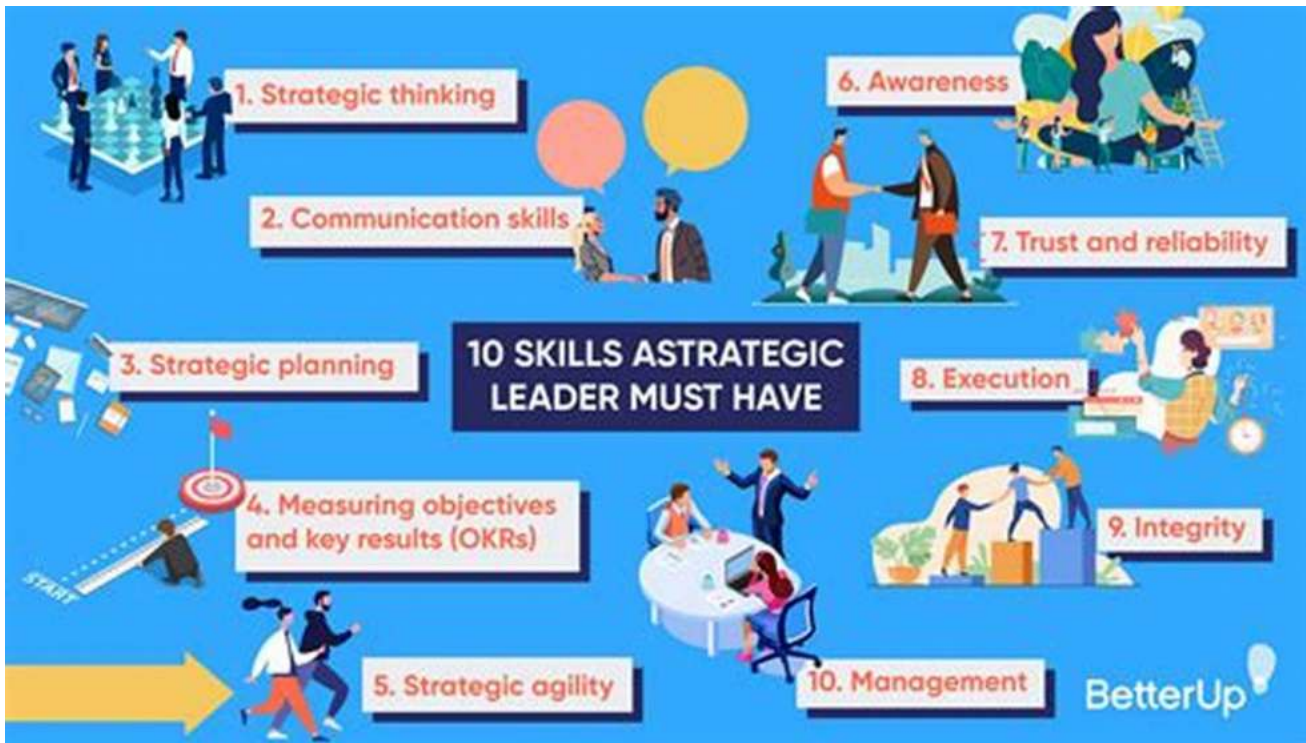 1. Strategic thinking
2. Communication skills
3. Strategic planning
4. Measuring objectives
and key results (OKRs)
START
5. Strategic agility
10 SKILLS ASTRATEGIC
LEADER MUST HAVE
6. Awareness
7. Trust and reliability
8. Execution
9. Integrity
10. Management
BetterUp